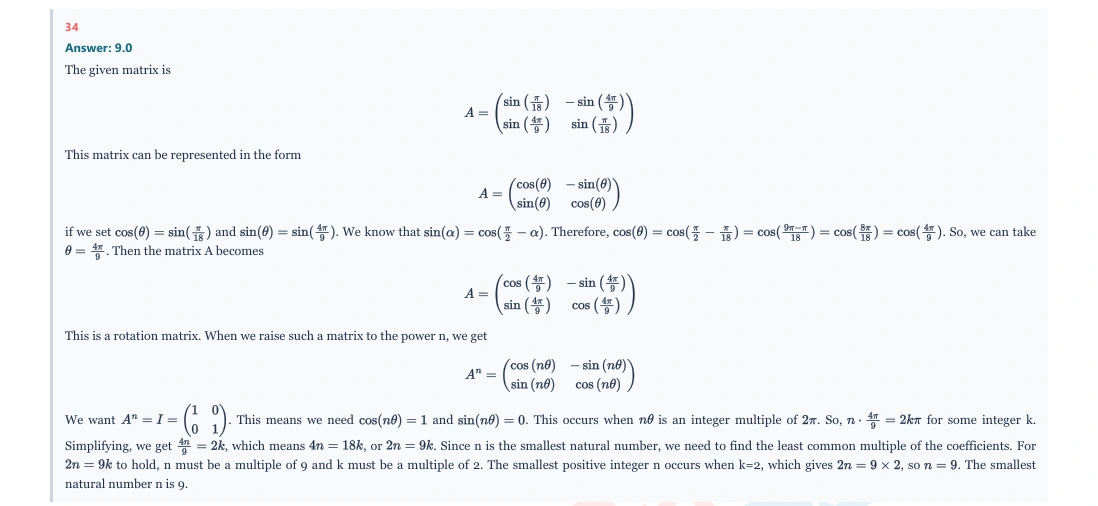 34
Answer: 9.0
The given matrix is
A = ( sin (π/18) − sin (4π/9) )
( sin (4π/9) sin (π/18) )
This matrix can be represented in the form
A = ( cos(θ) − sin(θ) )
( sin(θ) cos(θ) )
if we set cos(θ) = sin(π/18) and sin(θ) = sin(4π/9). We know that sin(α) = cos(π/2 − α). Therefore, cos(θ) = cos(π/2 − π/18) = cos(9π−π/18) = cos(8π/18) = cos(4π/9). So, we can take
θ = 4π/9. Then the matrix A becomes
A = ( cos (4π/9) − sin (4π/9) )
( sin (4π/9) cos (4π/9) )
This is a rotation matrix. When we raise such a matrix to the power n, we get
Aⁿ = ( cos (nθ) − sin (nθ) )
( sin (nθ) cos (nθ) )
We want Aⁿ = I = ( 1 0 ; 0 1 ). This means we need cos(nθ) = 1 and sin(nθ) = 0. This occurs when nθ is an integer multiple of 2π. So, n · 4π/9 = 2kπ for some integer k.
Simplifying, we get 4n/9 = 2k, which means 4n = 18k, or 2n = 9k. Since n is the smallest natural number, we need to find the least common multiple of the coefficients. For
2n = 9k to hold, n must be a multiple of 9 and k must be a multiple of 2. The smallest positive integer n occurs when k=2, which gives 2n = 9 × 2, so n = 9. The smallest
natural number n is 9.